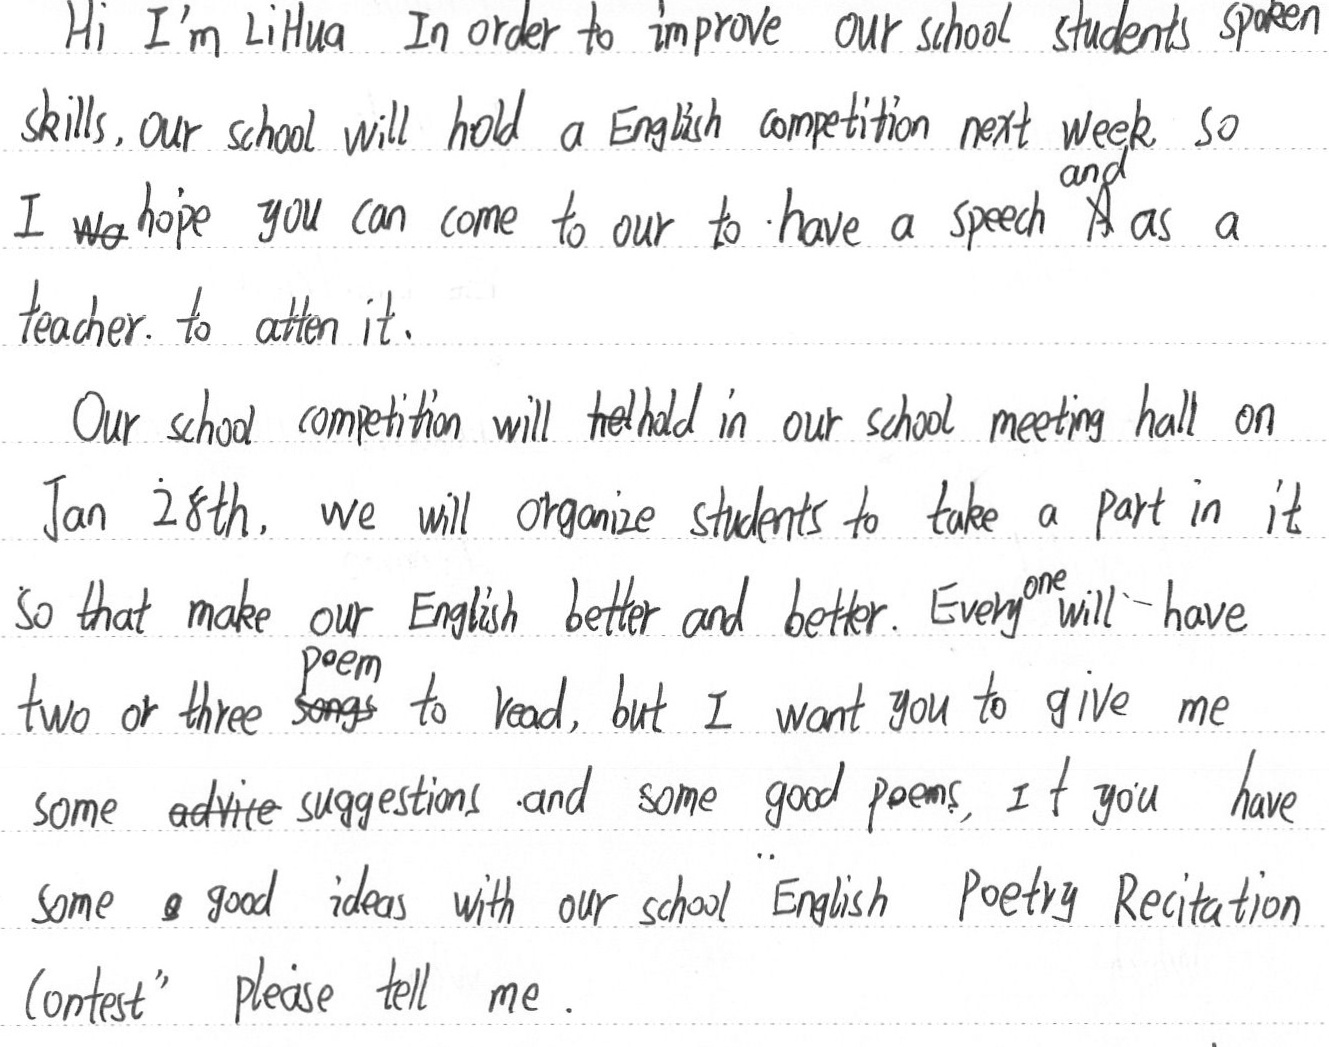 Hi I'm LiHua In order to improve our school students spoken
skills, our school will hold a English competition next week so
I hope you can come to our to have a speech and as a
teacher. to atten it.
Our school competition will hold in our school meeting hall on
Jan 28th, we will organize students to take a part in it
so that make our English better and better. Everyone will have
two or three poem to read, but I want you to give me
some suggestions and some good poems, If you have
some good ideas with our school "English Poetry Recitation
Contest" please tell me.